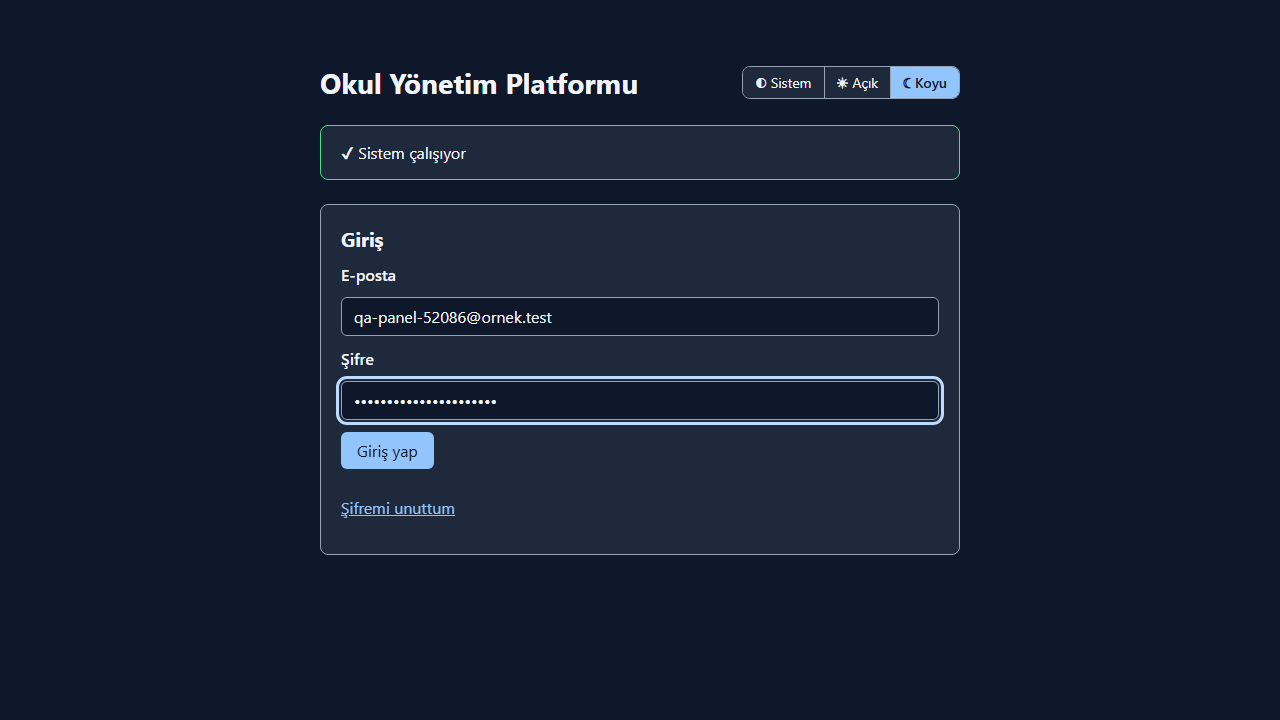 Okul Yönetim Platformu
◐ Sistem ☀ Açık ☾ Koyu
✓ Sistem çalışıyor
Giriş
E-posta
qa-panel-52086@ornek.test
Şifre
••••••••••••••••••••••
Giriş yap
Şifremi unuttum